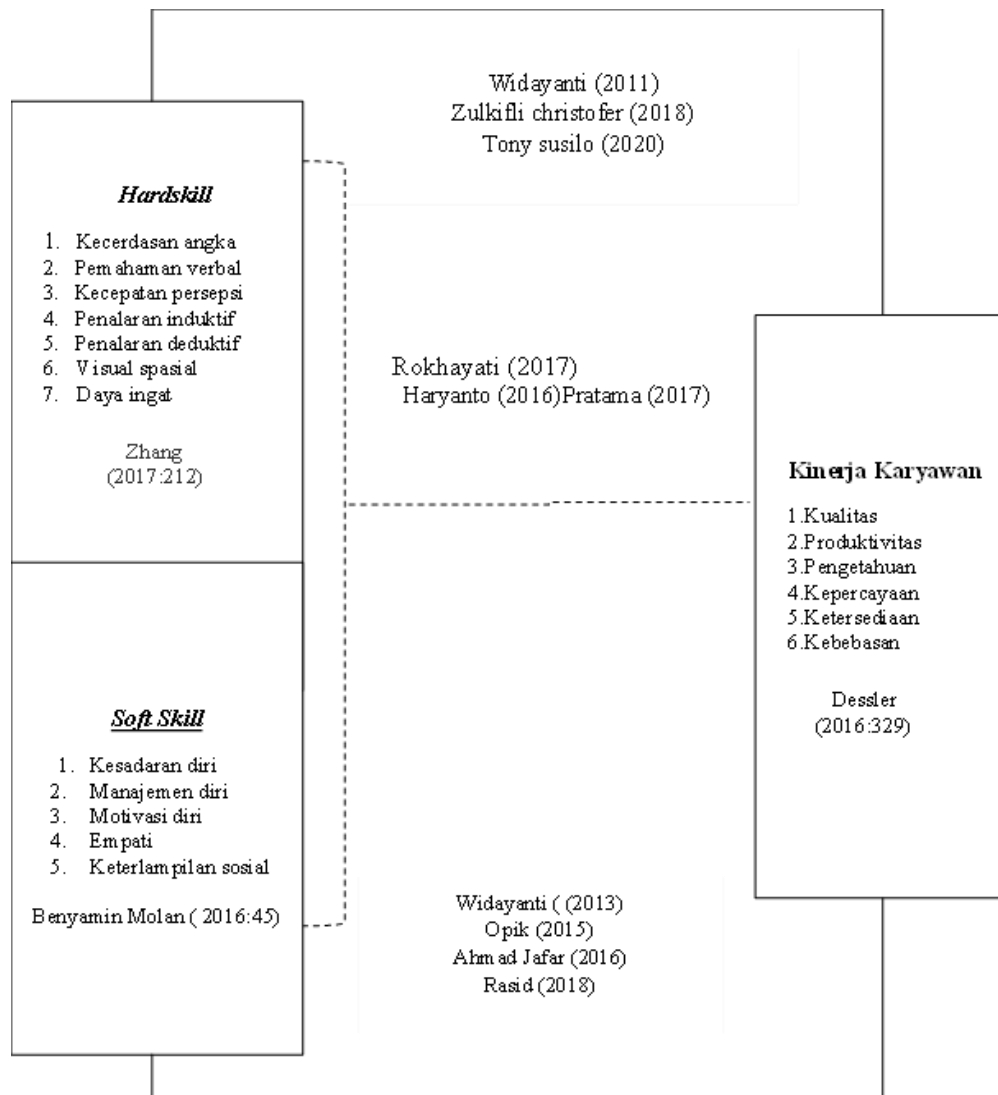 Widayanti (2011)
Zulkifli christofer (2018)
Tony susilo (2020)
Hardskill
1. Kecerdasan angka
2. Pemahaman verbal
3. Kecepatan persepsi
4. Penalaran induktif
5. Penalaran deduktif
6. Visual spasial
7. Daya ingat
Zhang
(2017:212)
Rokhayati (2017)
Haryanto (2016)Pratama (2017)
Kinerja Karyawan
1.Kualitas
2.Produktivitas
3.Pengetahuan
4.Kepercayaan
5.Ketersediaan
6.Kebebasan
Dessler
(2016:329)
Soft Skill
1. Kesadaran diri
2. Manajemen diri
3. Motivasi diri
4. Empati
5. Keterlampilan sosial
Benyamin Molan ( 2016:45)
Widayanti ( (2013)
Opik (2015)
Ahmad Jafar (2016)
Rasid (2018)